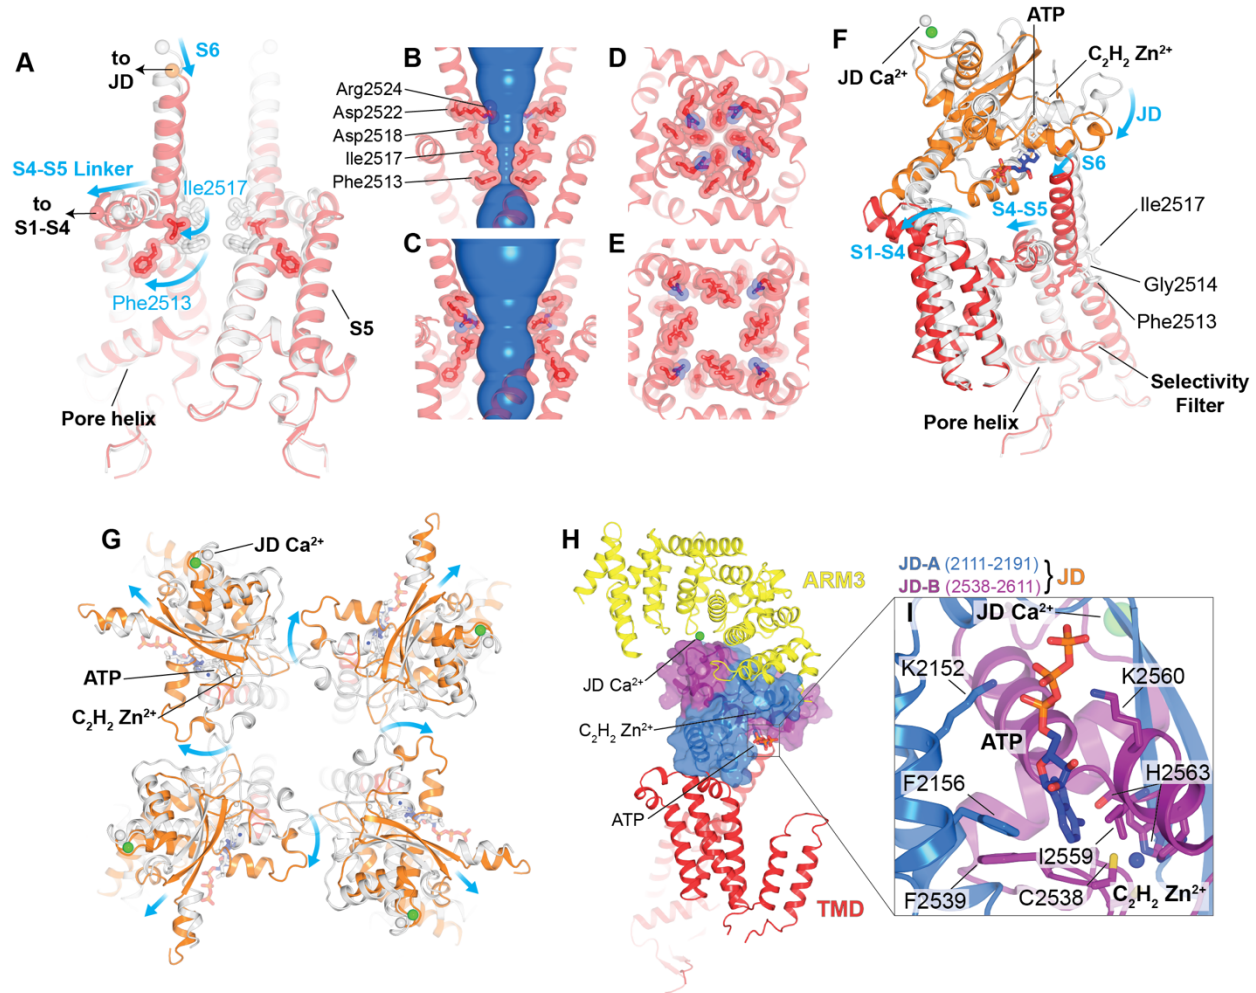 A
to
JD
S6
S4-S5 Linker
to
S1-S4
Ile2517
Phe2513
S5
Pore helix
B
Arg2524
Asp2522
Asp2518
Ile2517
Phe2513
C
D
E
F
ATP
JD Ca²⁺
C₂H₂ Zn²⁺
JD
S6
S4-S5
S1-S4
Ile2517
Gly2514
Phe2513
Selectivity
Filter
Pore helix
G
JD Ca²⁺
ATP
C₂H₂ Zn²⁺
H
ARM3
JD Ca²⁺
C₂H₂ Zn²⁺
ATP
TMD
JD-A (2111-2191)
JD-B (2538-2611)
} JD
I
JD Ca²⁺
K2152
K2560
ATP
H2563
F2156
I2559
F2539
C2538
C₂H₂ Zn²⁺